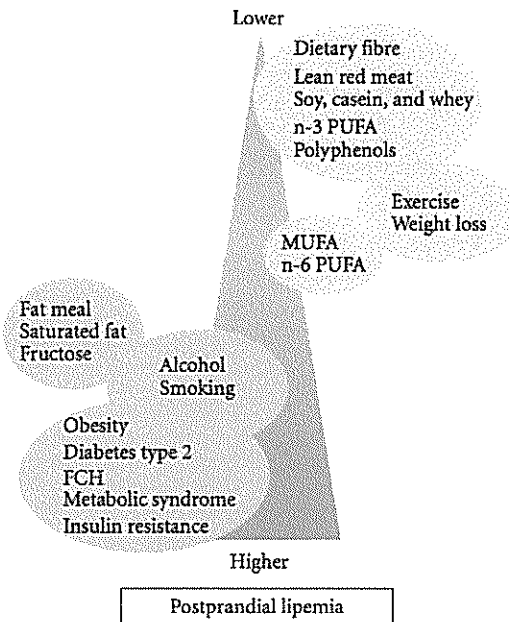 Lower
Dietary fibre
Lean red meat
Soy, casein, and whey
n-3 PUFA
Polyphenols
Exercise
Weight loss
MUFA
n-6 PUFA
Fat meal
Saturated fat
Fructose
Alcohol
Smoking
Obesity
Diabetes type 2
FCH
Metabolic syndrome
Insulin resistance
Higher
Postprandial lipemia